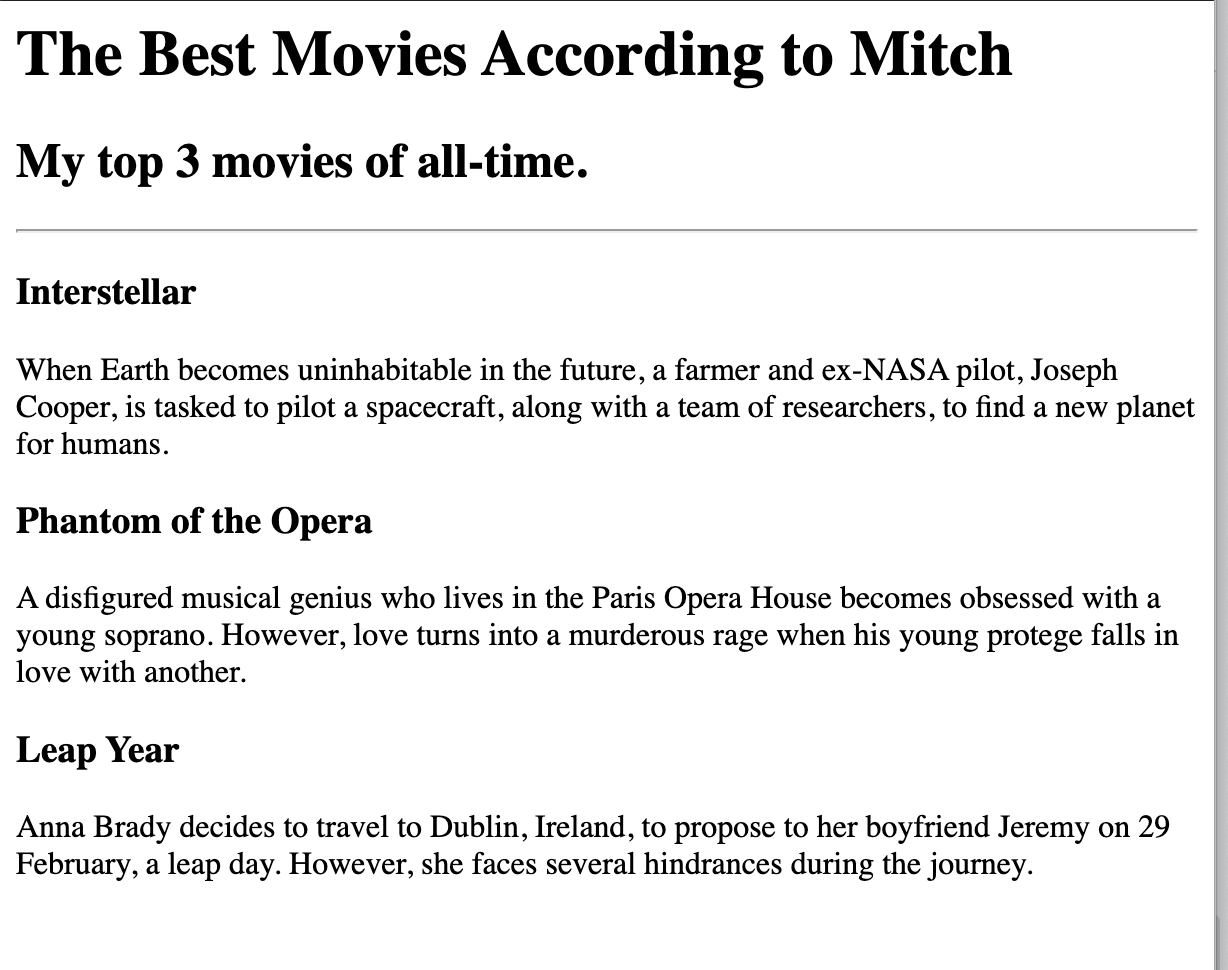 The Best Movies According to Mitch
My top 3 movies of all-time.
Interstellar
When Earth becomes uninhabitable in the future, a farmer and ex-NASA pilot, Joseph
Cooper, is tasked to pilot a spacecraft, along with a team of researchers, to find a new planet
for humans.
Phantom of the Opera
A disfigured musical genius who lives in the Paris Opera House becomes obsessed with a
young soprano. However, love turns into a murderous rage when his young protege falls in
love with another.
Leap Year
Anna Brady decides to travel to Dublin, Ireland, to propose to her boyfriend Jeremy on 29
February, a leap day. However, she faces several hindrances during the journey.